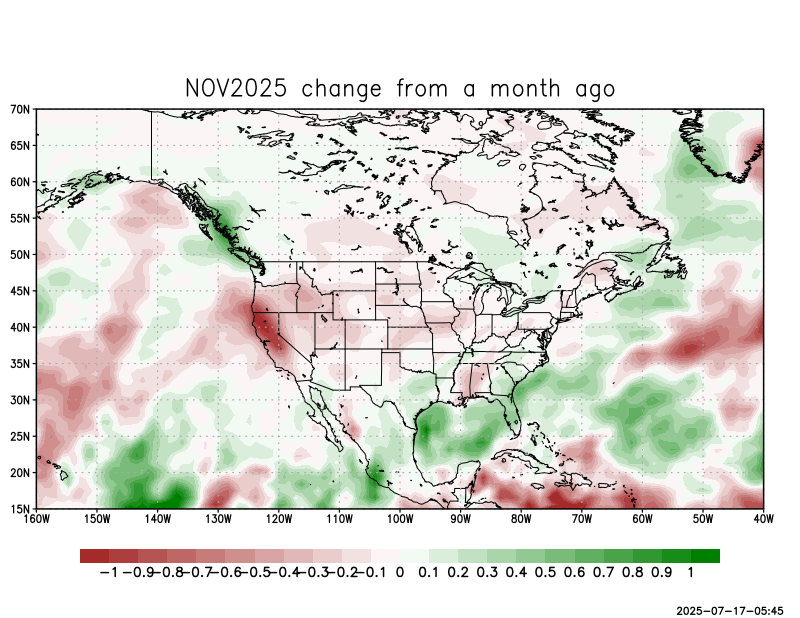 NOV2025 change from a month ago
70N
65N
60N
55N
50N
45N
40N
35N
30N
25N
20N
15N
160W 150W 140W 130W 120W 110W 100W 90W 80W 70W 60W 50W 40W
−1 −0.9 −0.8 −0.7 −0.6 −0.5 −0.4 −0.3 −0.2 −0.1 0 0.1 0.2 0.3 0.4 0.5 0.6 0.7 0.8 0.9 1
2025-07-17-05:45